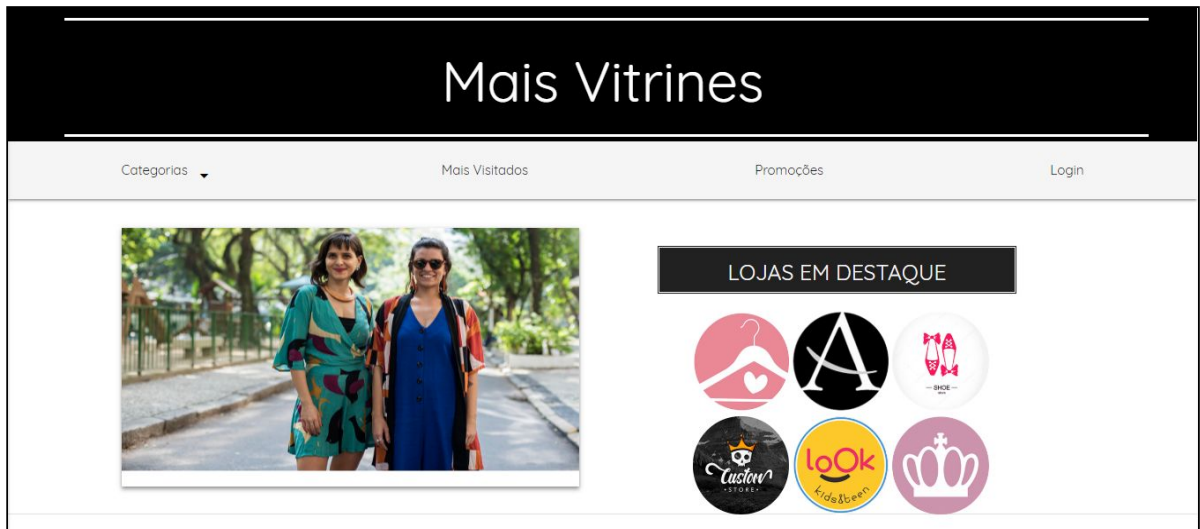 Mais Vitrines
Categorias
Mais Visitados
Promoções
Login
LOJAS EM DESTAQUE
A
SHOE
Custom
STORE
loOk
kids&teen